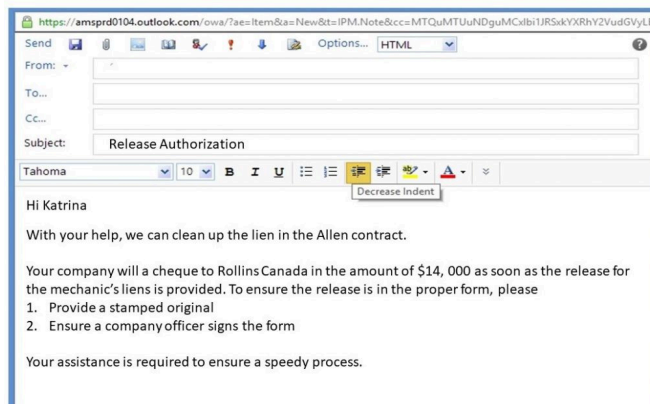 https://amsprd0104.outlook.com/owa/?ae=Item&a=New&t=IPM.Note&cc=MTQuMTUuNDguMCxlbi1JRSxkYXRhY2VudGVyL
Send Options... HTML
From:
To...
Cc...
Subject: Release Authorization
Tahoma 10 B I U
Decrease Indent
Hi Katrina
With your help, we can clean up the lien in the Allen contract.
Your company will a cheque to Rollins Canada in the amount of $14, 000 as soon as the release for
the mechanic's liens is provided. To ensure the release is in the proper form, please
1. Provide a stamped original
2. Ensure a company officer signs the form
Your assistance is required to ensure a speedy process.